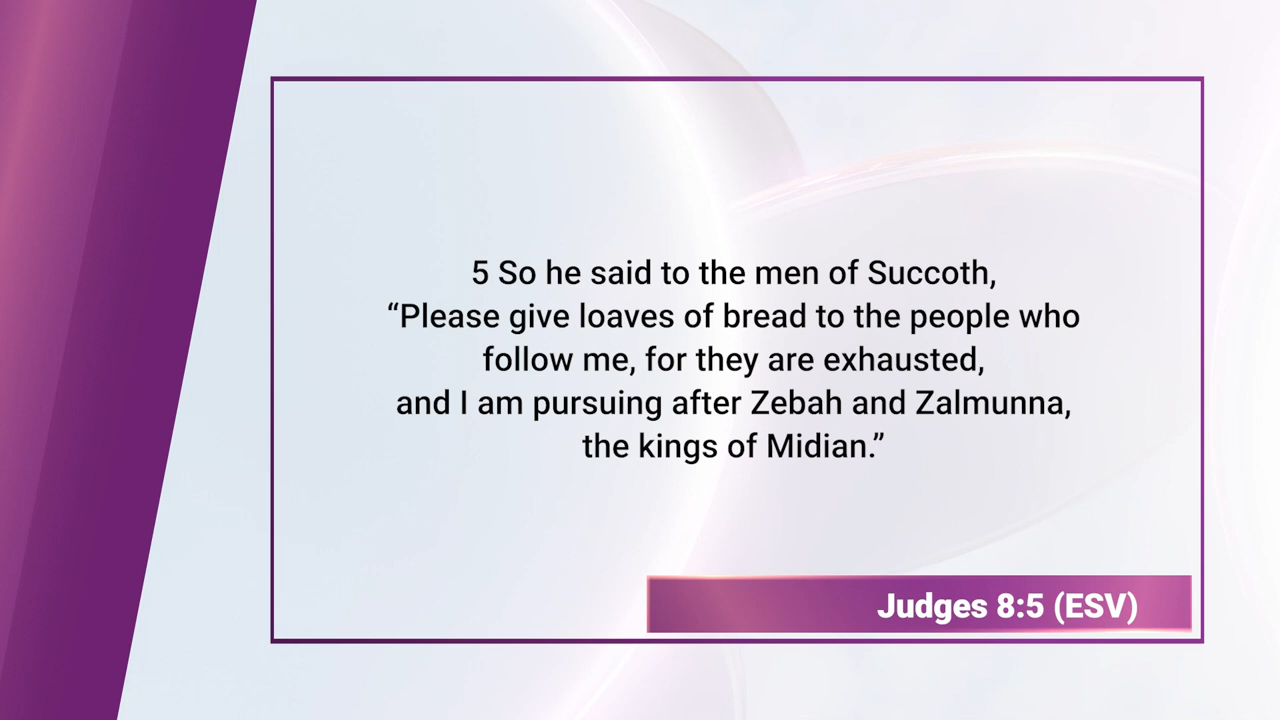 5 So he said to the men of Succoth,
“Please give loaves of bread to the people who
follow me, for they are exhausted,
and I am pursuing after Zebah and Zalmunna,
the kings of Midian.”
Judges 8:5 (ESV)